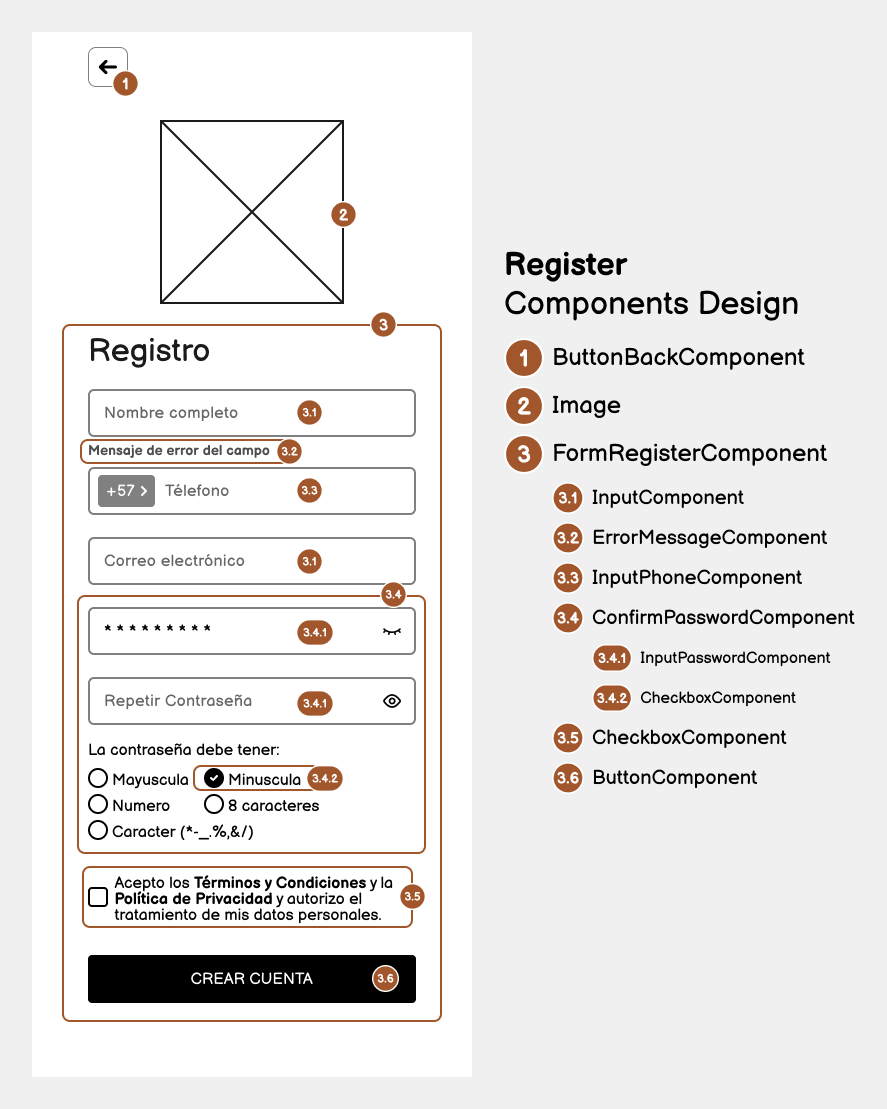 1
2
3
Registro
Nombre completo 3.1
Mensaje de error del campo 3.2
+57 Télefono 3.3
Correo electrónico 3.1
3.4
* * * * * * * * * 3.4.1
Repetir Contraseña 3.4.1
La contraseña debe tener:
Mayuscula Minuscula 3.4.2
Numero 8 caracteres
Caracter (*-_.%,&/)
Acepto los Términos y Condiciones y la
Política de Privacidad y autorizo el
tratamiento de mis datos personales.
3.5
CREAR CUENTA 3.6
Register
Components Design
1 ButtonBackComponent
2 Image
3 FormRegisterComponent
3.1 InputComponent
3.2 ErrorMessageComponent
3.3 InputPhoneComponent
3.4 ConfirmPasswordComponent
3.4.1 InputPasswordComponent
3.4.2 CheckboxComponent
3.5 CheckboxComponent
3.6 ButtonComponent